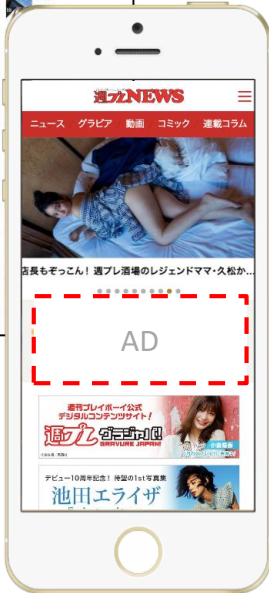 週プレNEWS
ニュース グラビア 動画 コミック 連載コラム
店長もぞっこん! 週プレ酒場のレジェンドママ・久松か...
AD
週刊プレイボーイ公式
デジタルコンテンツサイト!
週プレ グラジャパ!
GRAVURE JAPAN!
デビュー10周年記念! 待望の1st写真集
池田エライザ